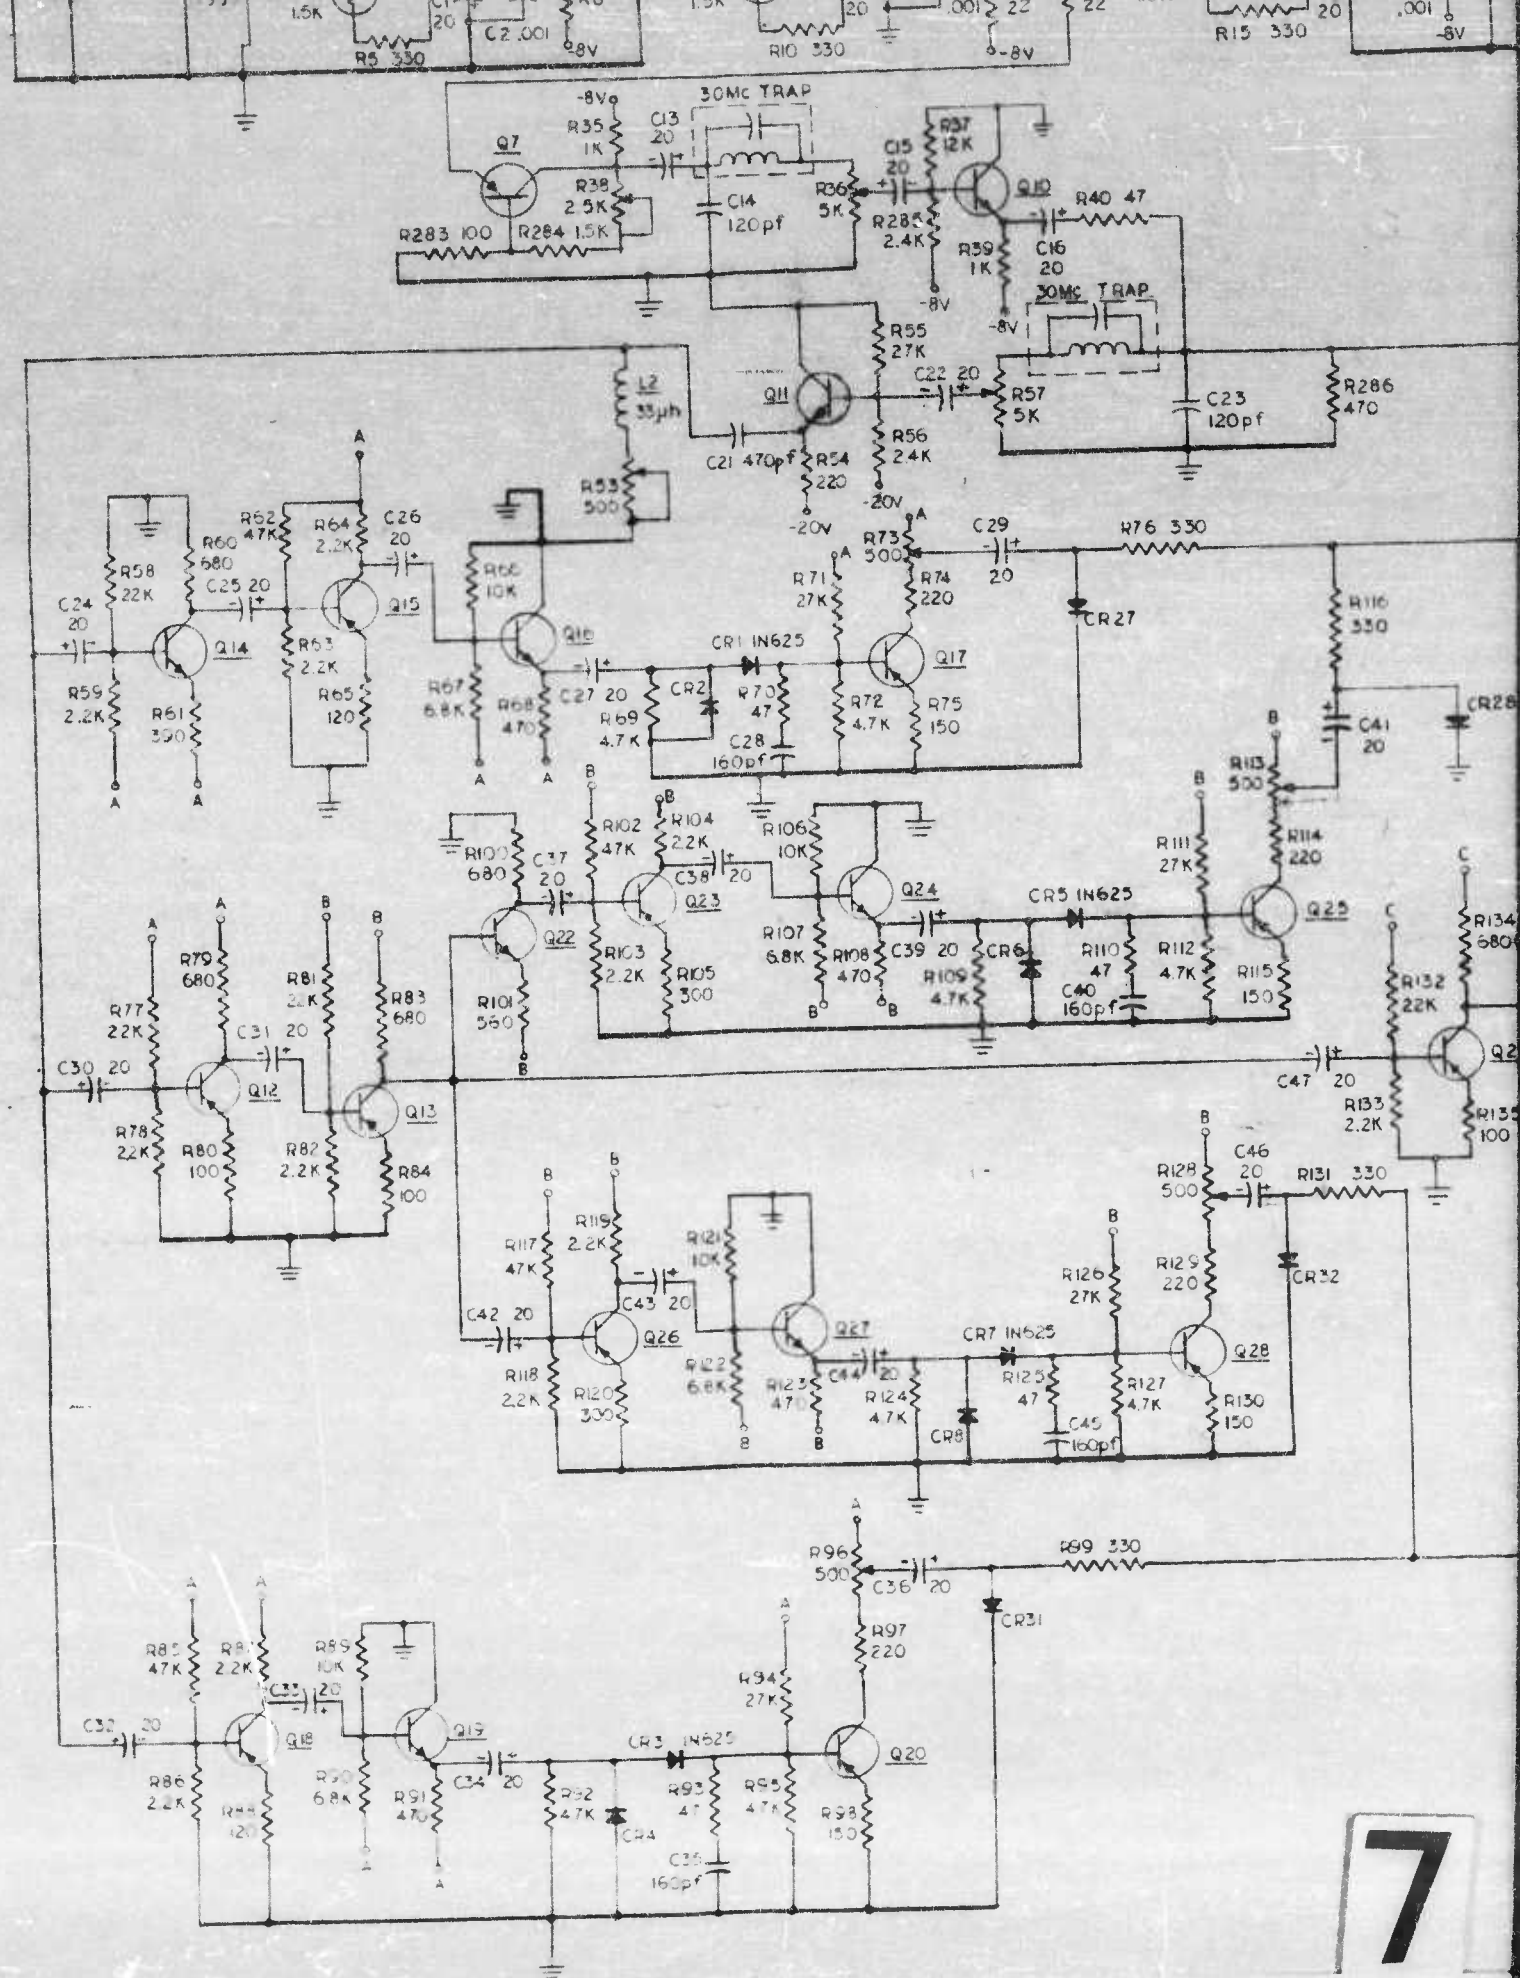 1.5K
20
C2 .001
-8V
R5 330
1.5K
20
R10 330
.001
22
-8V
22
20
R15 330
.001
-8V
-8V
R35
1K
C13
20
30MC TRAP
Q7
R38
2.5K
C14
120pf
R36
5K
C15
20
R37
12K
Q10
R40 47
R283 100
R284 1.5K
R285
2.4K
R39
1K
C16
20
-8V
-8V
30MC TRAP
R55
27K
L2
33µh
Q11
C22 20
R57
5K
C23
120pf
R286
470
C21 470pf
R54
220
R56
2.4K
-20V
-20V
A
R53
500
R62
47K
R64
2.2K
C26
20
R60
680
R58
22K
C25 20
C24
20
Q14
Q15
R66
10K
Q16
R63
2.2K
R59
2.2K
R61
390
R65
120
A
A
R67
6.8K
R68
470
C27 20
A
A
A
R73
500
C29
20
R76 330
A
R71
27K
R74
220
CR27
CR1 1N625
Q17
CR2
R70
47
R69
4.7K
C28
160pf
R72
4.7K
R75
150
R116
330
CR28
C41
20
B
R113
500
R114
220
B
R102
47K
B
R104
2.2K
R100
680
C37
20
C38
20
Q22
Q23
R106
10K
Q24
R103
2.2K
R105
300
R101
560
B
R107
6.8K
R108
470
C39 20
B
B
CR5 1N625
CR6
R109
4.7K
R110
47
C40
160pf
B
R111
27K
R112
4.7K
Q25
R115
150
C
R134
680
C
R132
22K
C47
20
R133
2.2K
R135
100
A
A
R79
680
R77
22K
C31 20
C30 20
Q12
R78
2.2K
R80
100
B
B
R81
22K
R83
680
Q13
R82
2.2K
R84
100
B
B
R119
2.2K
R117
47K
C43 20
C42 20
Q26
R118
2.2K
R120
300
R121
10K
Q27
R122
6.8K
R123
470
C44 20
B
B
R124
4.7K
CR8
CR7 1N625
R125
47
C45
160pf
B
R126
27K
R127
4.7K
B
R128
500
C46
20
R131 330
R129
220
CR32
Q28
R130
150
A
R96
500
C36
20
R99 330
CR31
R97
220
A
R94
27K
Q20
A
A
R85
47K
2.2K
C33 20
R89
10K
C32 20
Q18
Q19
R86
2.2K
120
R90
6.8K
R91
470
C34 20
A
A
R92
4.7K
CR4
CR3 1N625
R93
47
C35
160pf
R95
4.7K
R98
150
7